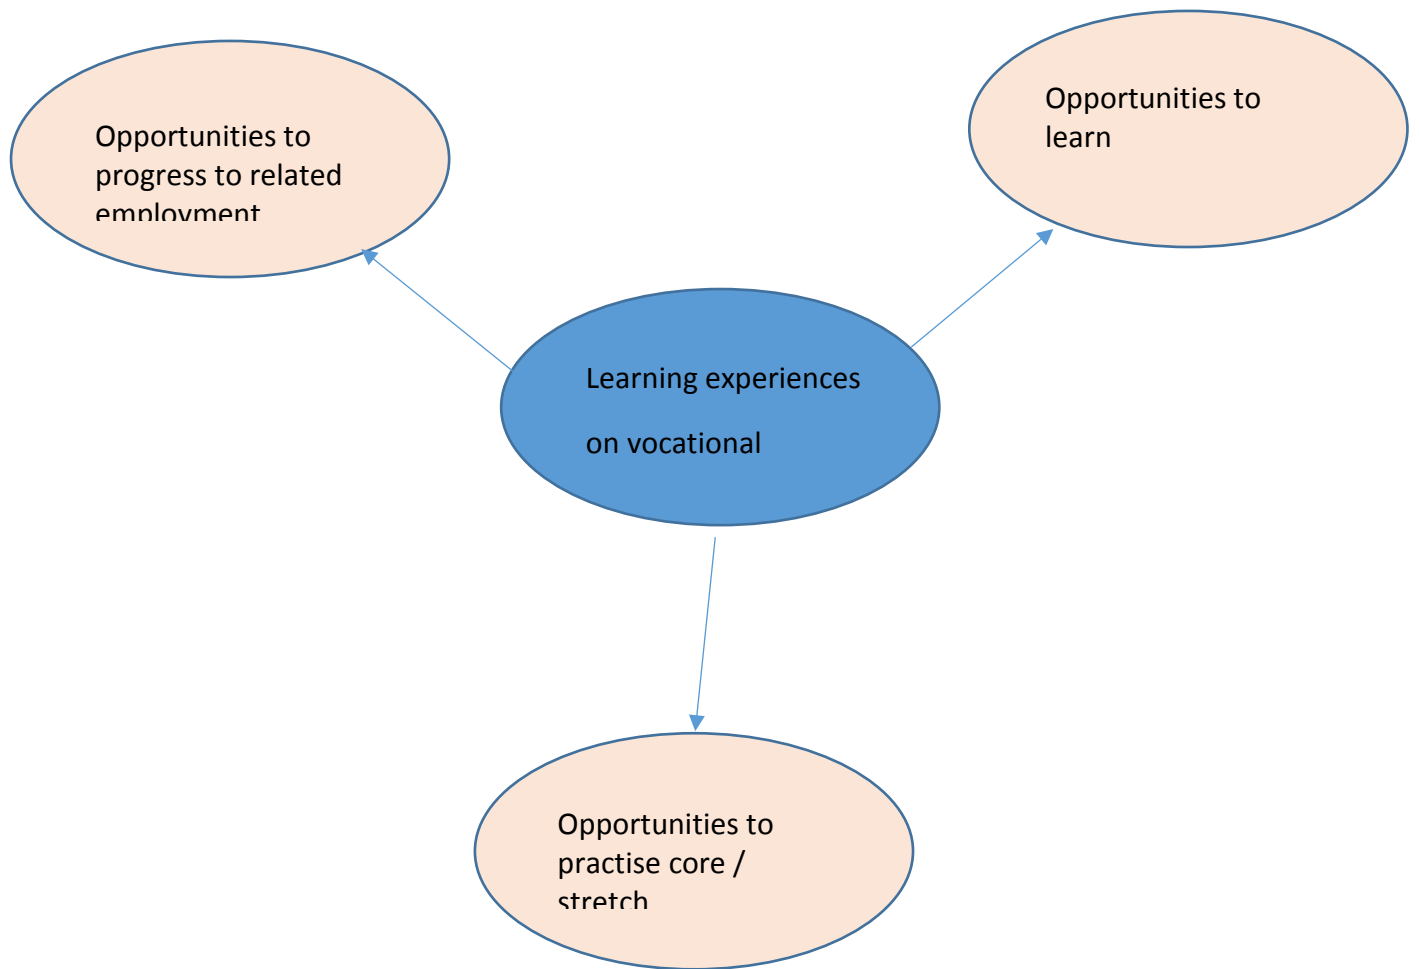 Opportunities to
progress to related
employment
Opportunities to
learn
Learning experiences
on vocational
Opportunities to
practise core /
stretch